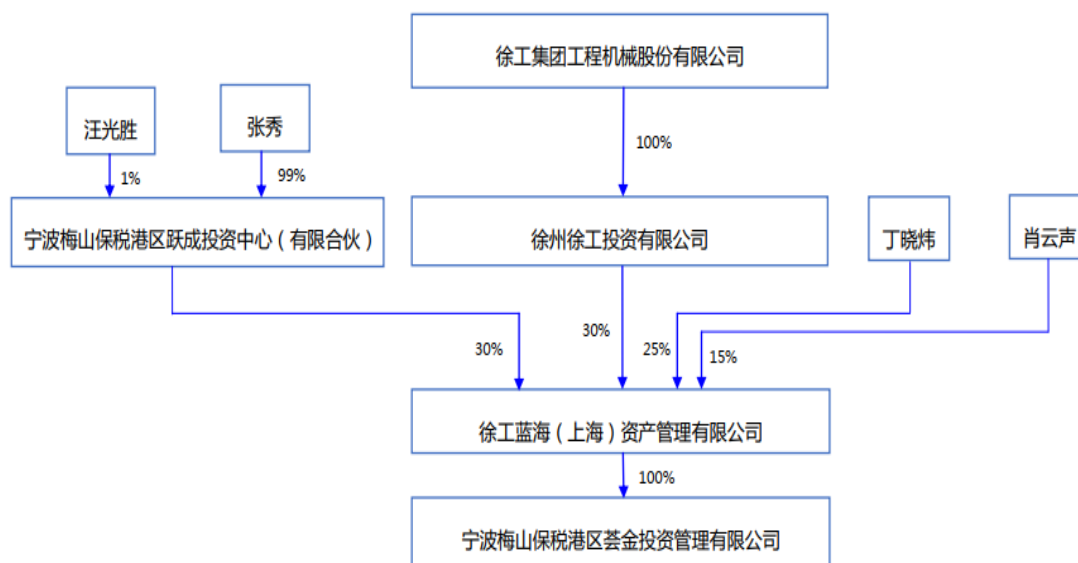 徐工集团工程机械股份有限公司
汪光胜
张秀
100%
1%
99%
宁波梅山保税港区跃成投资中心（有限合伙）
徐州徐工投资有限公司
丁晓炜
肖云声
30%
30%
25%
15%
徐工蓝海（上海）资产管理有限公司
100%
宁波梅山保税港区荟金投资管理有限公司